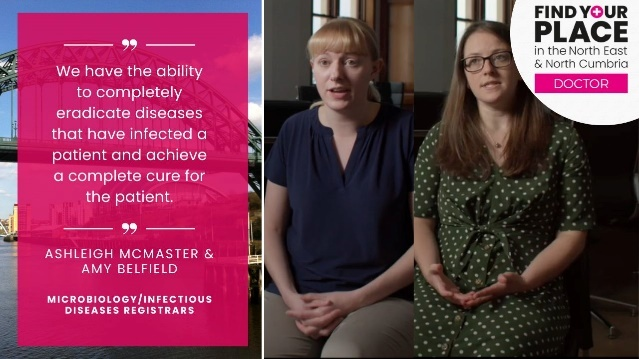 ”
We have the ability
to completely
eradicate diseases
that have infected a
patient and achieve
a complete cure for
the patient.
”
ASHLEIGH MCMASTER &
AMY BELFIELD
MICROBIOLOGY/INFECTIOUS
DISEASES REGISTRARS
FIND YOUR
PLACE
in the North East
& North Cumbria
DOCTOR